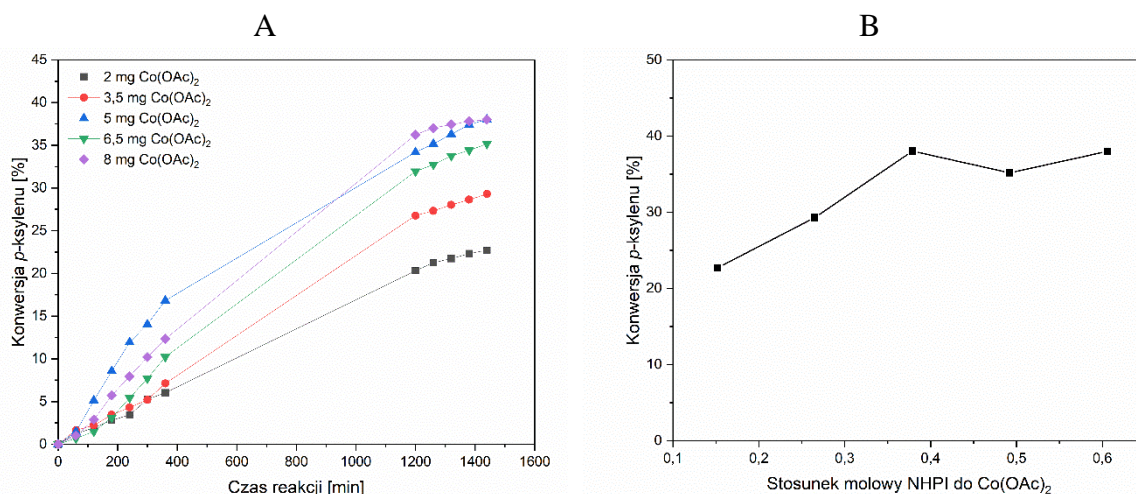 A
45
40
35
30
25
20
15
10
5
0
Konwersja p-ksylenu [%]
2 mg Co(OAc)₂
3,5 mg Co(OAc)₂
5 mg Co(OAc)₂
6,5 mg Co(OAc)₂
8 mg Co(OAc)₂
0 200 400 600 800 1000 1200 1400 1600
Czas reakcji [min]
B
50
40
30
20
10
0
Konwersja p-ksylenu [%]
0,1 0,2 0,3 0,4 0,5 0,6
Stosunek molowy NHPI do Co(OAc)₂